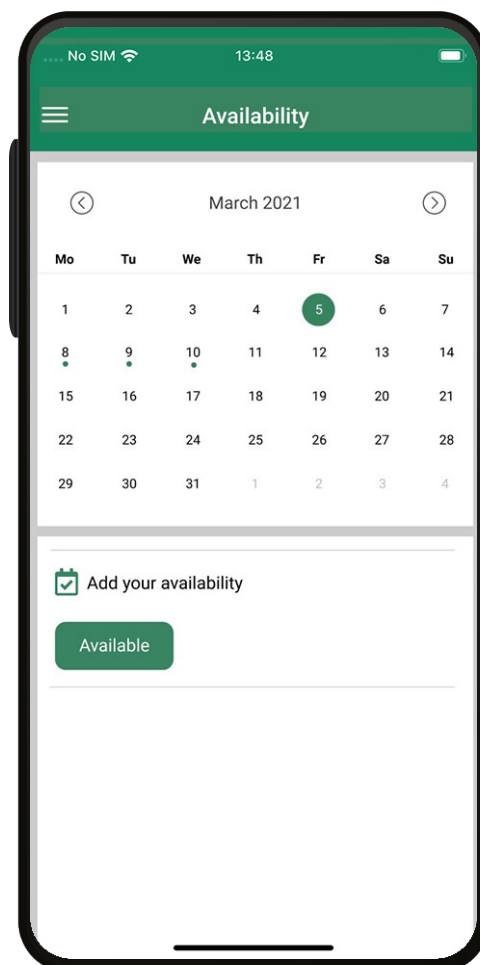 No SIM 13:48
Availability
March 2021
Mo Tu We Th Fr Sa Su
1 2 3 4 5 6 7
8 9 10 11 12 13 14
15 16 17 18 19 20 21
22 23 24 25 26 27 28
29 30 31 1 2 3 4
Add your availability
Available